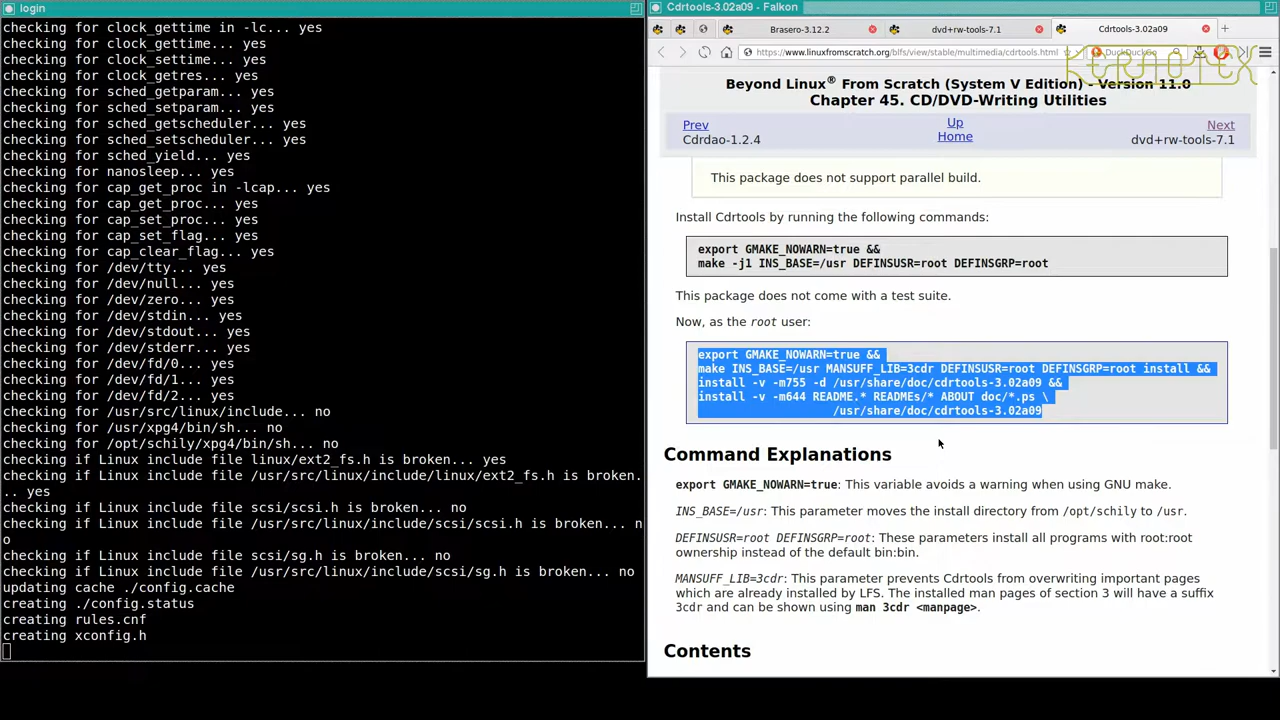 login
checking for clock_gettime in -lc... yes
checking for clock_gettime... yes
checking for clock_settime... yes
checking for clock_getres... yes
checking for sched_getparam... yes
checking for sched_setparam... yes
checking for sched_getscheduler... yes
checking for sched_setscheduler... yes
checking for sched_yield... yes
checking for nanosleep... yes
checking for cap_get_proc in -lcap... yes
checking for cap_get_proc... yes
checking for cap_set_proc... yes
checking for cap_set_flag... yes
checking for cap_clear_flag... yes
checking for /dev/tty... yes
checking for /dev/null... yes
checking for /dev/zero... yes
checking for /dev/stdin... yes
checking for /dev/stdout... yes
checking for /dev/stderr... yes
checking for /dev/fd/0... yes
checking for /dev/fd/1... yes
checking for /dev/fd/2... yes
checking for /usr/src/linux/include... no
checking for /usr/xpg4/bin/sh... no
checking for /opt/schily/xpg4/bin/sh... no
checking if Linux include file linux/ext2_fs.h is broken... yes
checking if Linux include file /usr/src/linux/include/linux/ext2_fs.h is broken.
.. yes
checking if Linux include file scsi/scsi.h is broken... no
checking if Linux include file /usr/src/linux/include/scsi/scsi.h is broken... n
o
checking if Linux include file scsi/sg.h is broken... no
checking if Linux include file /usr/src/linux/include/scsi/sg.h is broken... no
updating cache ./config.cache
creating ./config.status
creating rules.cnf
creating xconfig.h
Cdrtools-3.02a09 - Falkon
Brasero-3.12.2
dvd+rw-tools-7.1
Cdrtools-3.02a09
https://www.linuxfromscratch.org/blfs/view/stable/multimedia/cdrtools.html
DuckDuckGo
KERAOTEX
Beyond Linux® From Scratch (System V Edition) - Version 11.0
Chapter 45. CD/DVD-Writing Utilities
Prev
Up
Next
Cdrdao-1.2.4
Home
dvd+rw-tools-7.1
This package does not support parallel build.
Install Cdrtools by running the following commands:
export GMAKE_NOWARN=true &&
make -j1 INS_BASE=/usr DEFINSUSR=root DEFINSGRP=root
This package does not come with a test suite.
Now, as the root user:
export GMAKE_NOWARN=true &&
make INS_BASE=/usr MANSUFF_LIB=3cdr DEFINSUSR=root DEFINSGRP=root install &&
install -v -m755 -d /usr/share/doc/cdrtools-3.02a09 &&
install -v -m644 README.* READMEs/* ABOUT doc/*.ps \
/usr/share/doc/cdrtools-3.02a09
Command Explanations
export GMAKE_NOWARN=true: This variable avoids a warning when using GNU make.
INS_BASE=/usr: This parameter moves the install directory from /opt/schily to /usr.
DEFINSUSR=root DEFINSGRP=root: These parameters install all programs with root:root
ownership instead of the default bin:bin.
MANSUFF_LIB=3cdr: This parameter prevents Cdrtools from overwriting important pages
which are already installed by LFS. The installed man pages of section 3 will have a suffix
3cdr and can be shown using man 3cdr <manpage>.
Contents